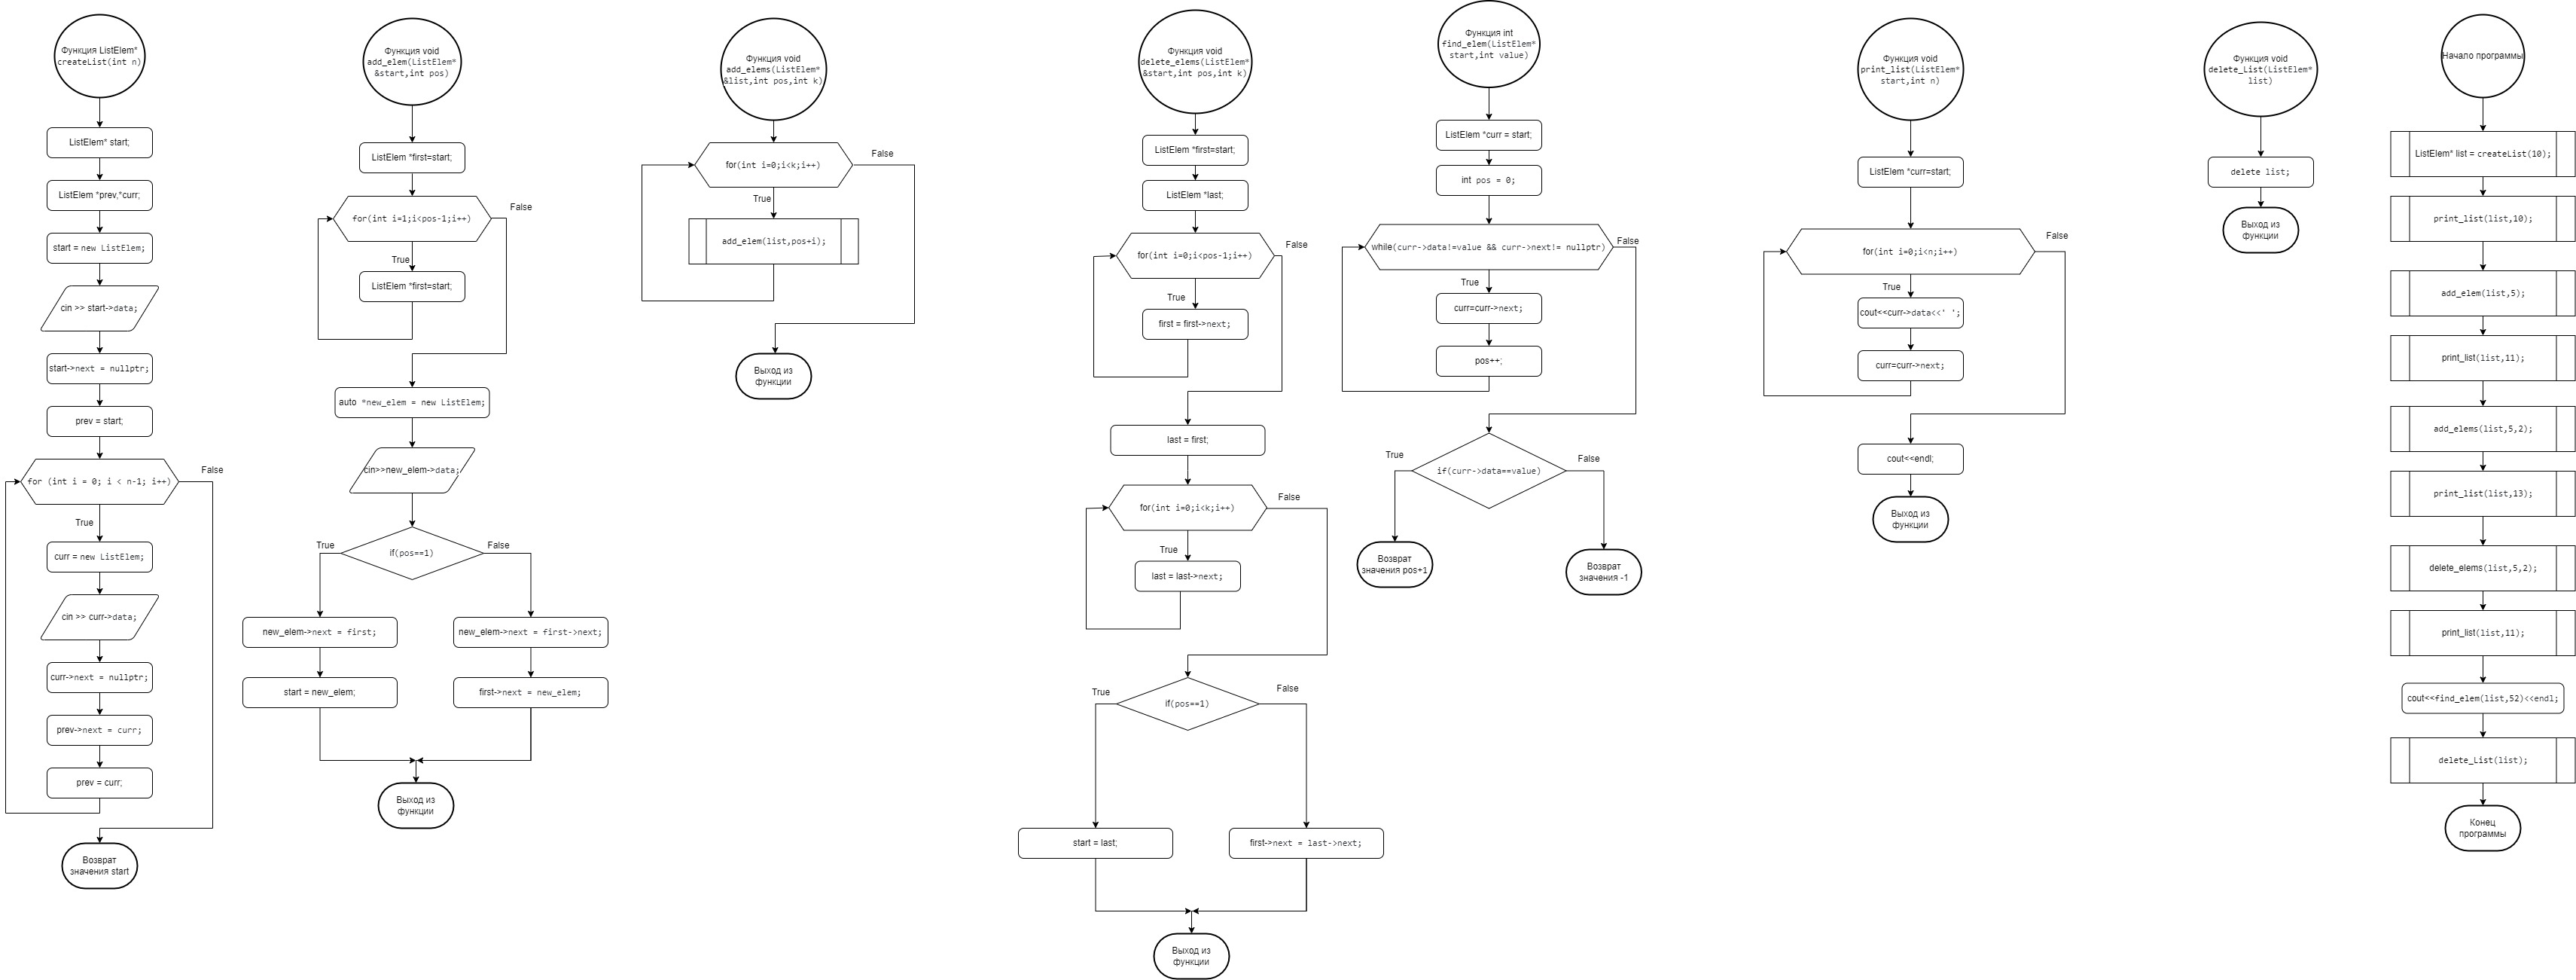 Функция ListElem*
createList(int n)
ListElem* start;
ListElem *prev,*curr;
start = new ListElem;
cin >> start->data;
start->next = nullptr;
prev = start;
for (int i = 0; i < n-1; i++)
False
True
curr = new ListElem;
cin >> curr->data;
curr->next = nullptr;
prev->next = curr;
prev = curr;
Возврат
значения start
Функция void
add_elem(ListElem*
&start,int pos)
ListElem *first=start;
for(int i=1;i<pos-1;i++)
False
True
ListElem *first=start;
auto *new_elem = new ListElem;
cin>>new_elem->data;
if(pos==1)
True
False
new_elem->next = first;
start = new_elem;
new_elem->next = first->next;
first->next = new_elem;
Выход из
функции
Функция void
add_elems(ListElem*
&list,int pos,int k)
for(int i=0;i<k;i++)
False
True
add_elem(list,pos+i);
Выход из
функции
Функция void
delete_elems(ListElem*
&start,int pos,int k)
ListElem *first=start;
ListElem *last;
for(int i=0;i<pos-1;i++)
False
True
first = first->next;
last = first;
for(int i=0;i<k;i++)
False
True
last = last->next;
if(pos==1)
True
False
start = last;
first->next = last->next;
Выход из
функции
Функция int
find_elem(ListElem*
start,int value)
ListElem *curr = start;
int pos = 0;
while(curr->data!=value && curr->next!= nullptr)
False
True
curr=curr->next;
pos++;
if(curr->data==value)
True
False
Возврат
значения pos+1
Возврат
значения -1
Функция void
print_list(ListElem*
start,int n)
ListElem *curr=start;
for(int i=0;i<n;i++)
False
True
cout<<curr->data<<' ';
curr=curr->next;
cout<<endl;
Выход из
функции
Функция void
delete_List(ListElem*
list)
delete list;
Выход из
функции
Начало программы
ListElem* list = createList(10);
print_list(list,10);
add_elem(list,5);
print_list(list,11);
add_elems(list,5,2);
print_list(list,13);
delete_elems(list,5,2);
print_list(list,11);
cout<<find_elem(list,52)<<endl;
delete_List(list);
Конец
программы